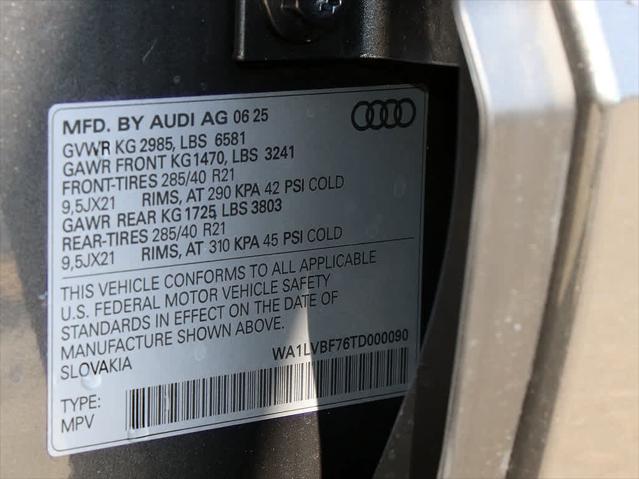 MFD. BY AUDI AG 06 25
GVWR KG 2985, LBS 6581
GAWR FRONT KG1470, LBS 3241
FRONT-TIRES 285/40 R21
9,5JX21 RIMS, AT 290 KPA 42 PSI COLD
GAWR REAR KG 1725, LBS 3803
REAR-TIRES 285/40 R21
9,5JX21 RIMS, AT 310 KPA 45 PSI COLD
THIS VEHICLE CONFORMS TO ALL APPLICABLE
U.S. FEDERAL MOTOR VEHICLE SAFETY
STANDARDS IN EFFECT ON THE DATE OF
MANUFACTURE SHOWN ABOVE.
SLOVAKIA
WA1LVBF76TD000090
TYPE:
MPV